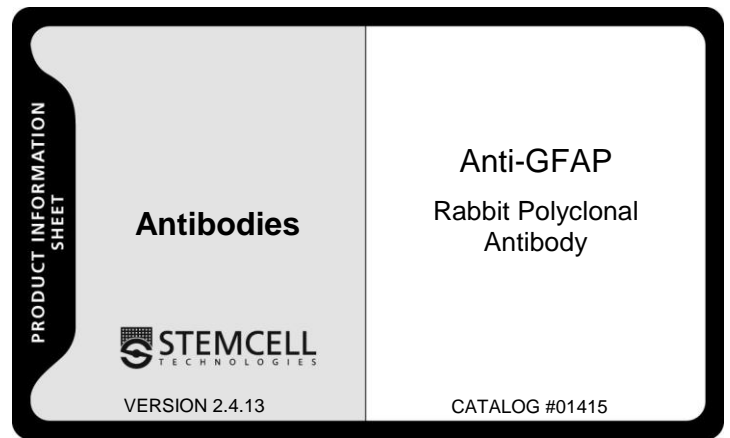 PRODUCT INFORMATION
SHEET
Antibodies
STEMCELL
TECHNOLOGIES
VERSION 2.4.13
Anti-GFAP
Rabbit Polyclonal
Antibody
CATALOG #01415